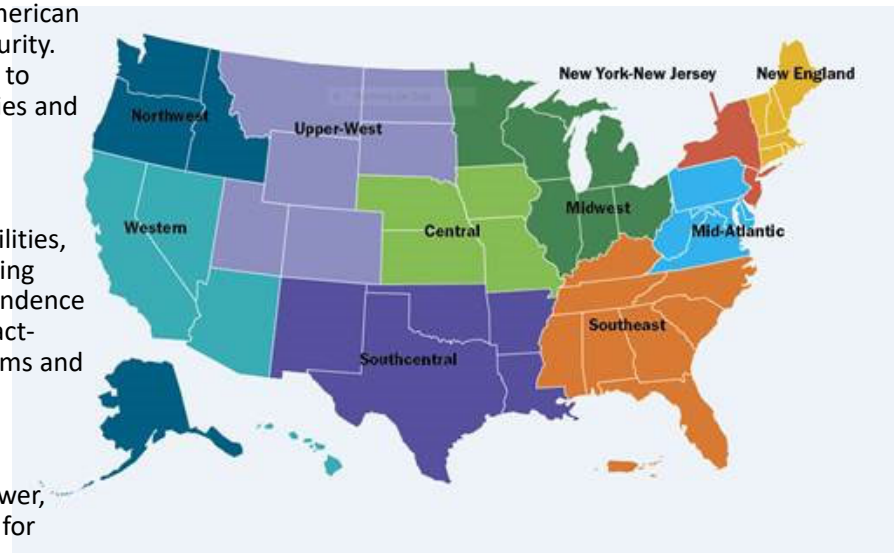 merican
urity.
to
ies and
ilities,
ing
ndence
act-
ms and
wer,
for
New York-New Jersey
New England
Northwest
Upper-West
Western
Central
Midwest
Mid-Atlantic
Southeast
Southcentral